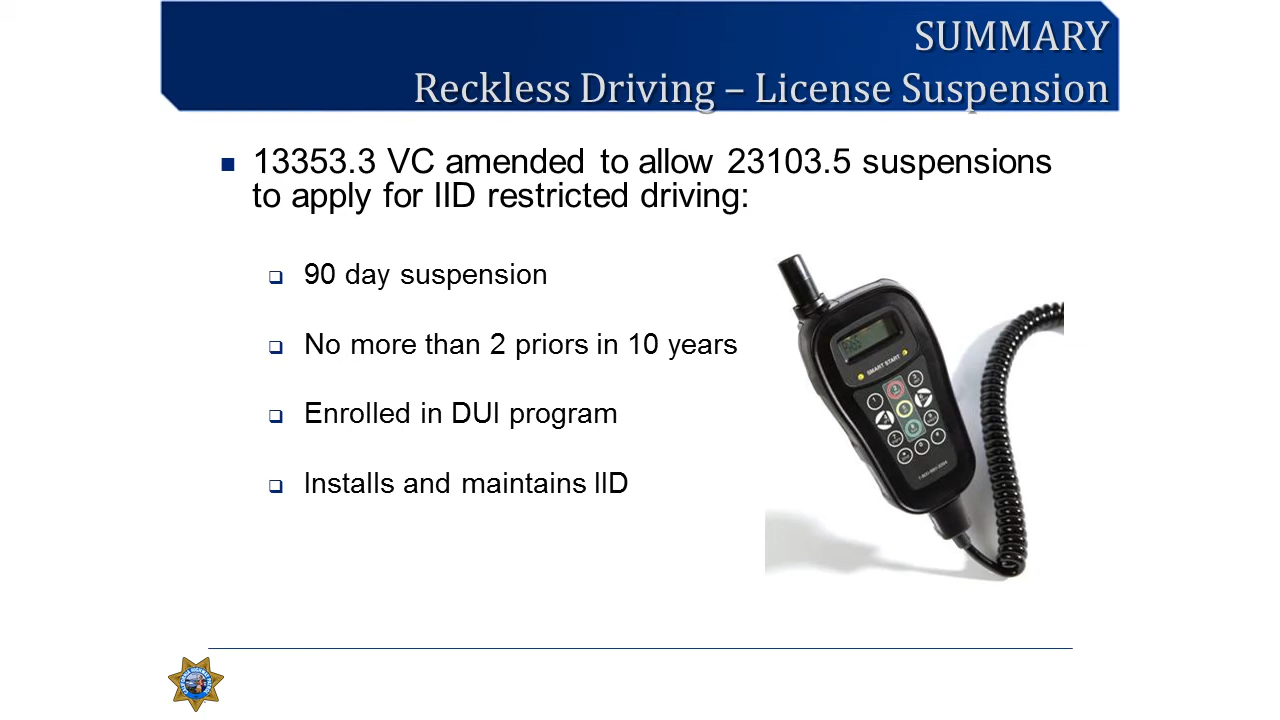 SUMMARY
Reckless Driving – License Suspension
13353.3 VC amended to allow 23103.5 suspensions
to apply for IID restricted driving:
90 day suspension
No more than 2 priors in 10 years
Enrolled in DUI program
Installs and maintains IID
PASS
SMART START